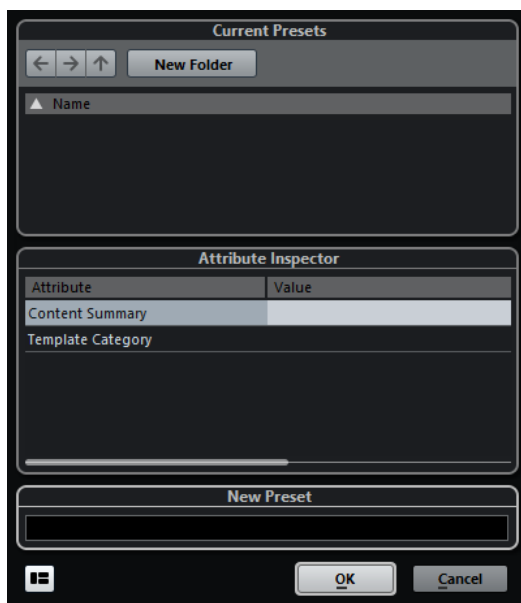 Current Presets
New Folder
Name
Attribute Inspector
Attribute Value
Content Summary
Template Category
New Preset
OK Cancel